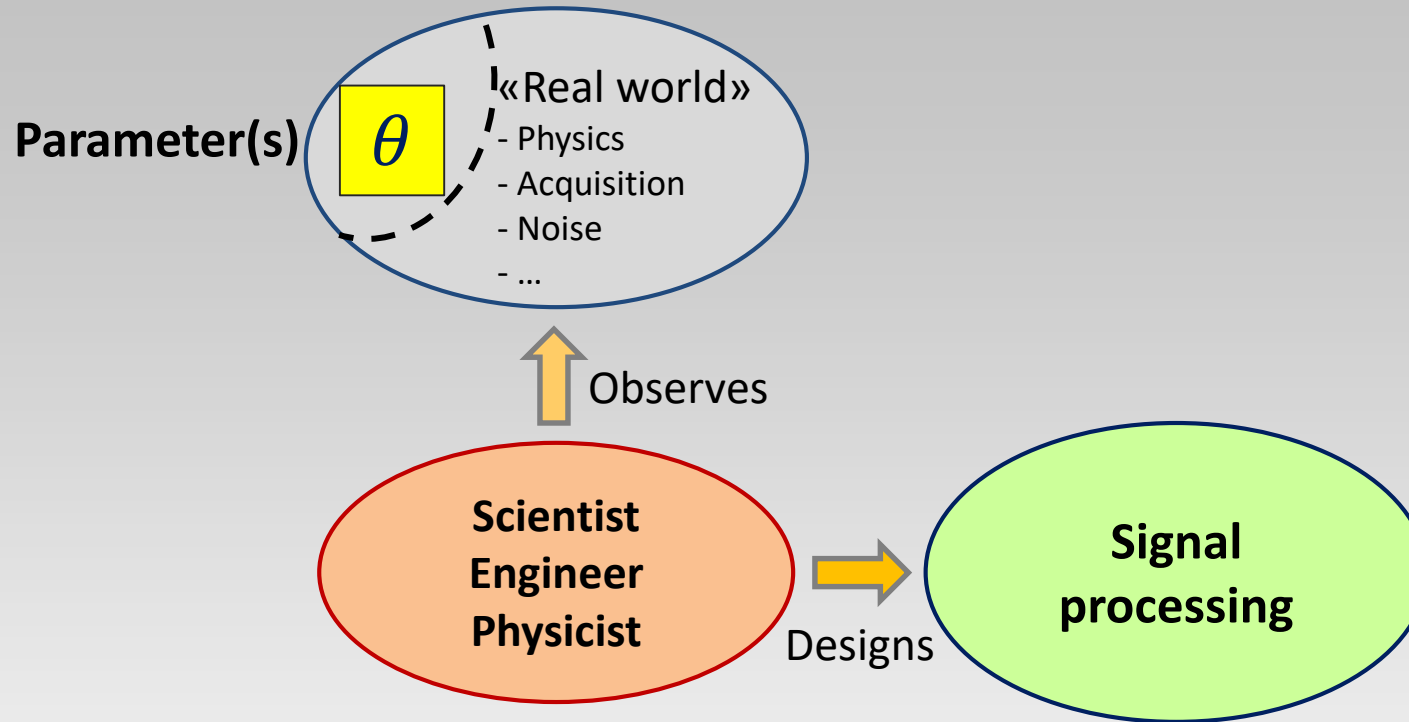 Parameter(s)
θ
«Real world»
- Physics
- Acquisition
- Noise
- ...
Observes
Scientist
Engineer
Physicist
Designs
Signal
processing